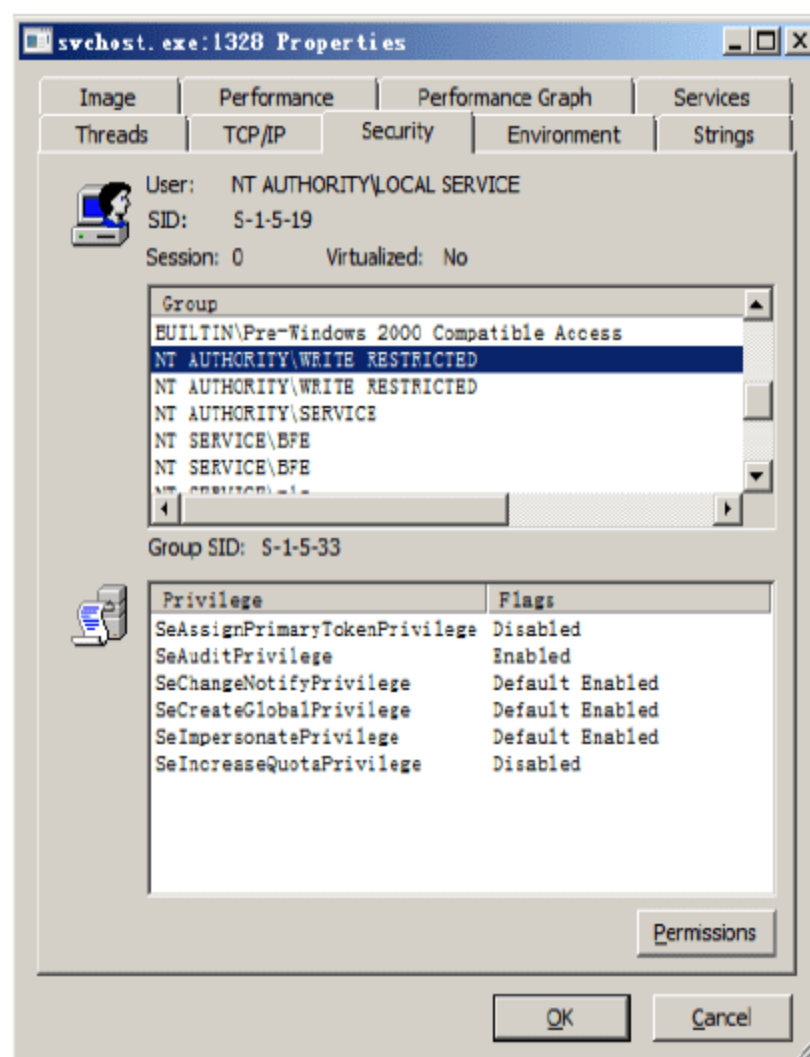 svchost.exe:1328 Properties
Image Performance Performance Graph Services
Threads TCP/IP Security Environment Strings
User: NT AUTHORITY\LOCAL SERVICE
SID: S-1-5-19
Session: 0 Virtualized: No
Group
BUILTIN\Pre-Windows 2000 Compatible Access
NT AUTHORITY\WRITE RESTRICTED
NT AUTHORITY\WRITE RESTRICTED
NT AUTHORITY\SERVICE
NT SERVICE\BFE
NT SERVICE\BFE
Group SID: S-1-5-33
Privilege Flags
SeAssignPrimaryTokenPrivilege Disabled
SeAuditPrivilege Enabled
SeChangeNotifyPrivilege Default Enabled
SeCreateGlobalPrivilege Default Enabled
SeImpersonatePrivilege Default Enabled
SeIncreaseQuotaPrivilege Disabled
Permissions
OK Cancel